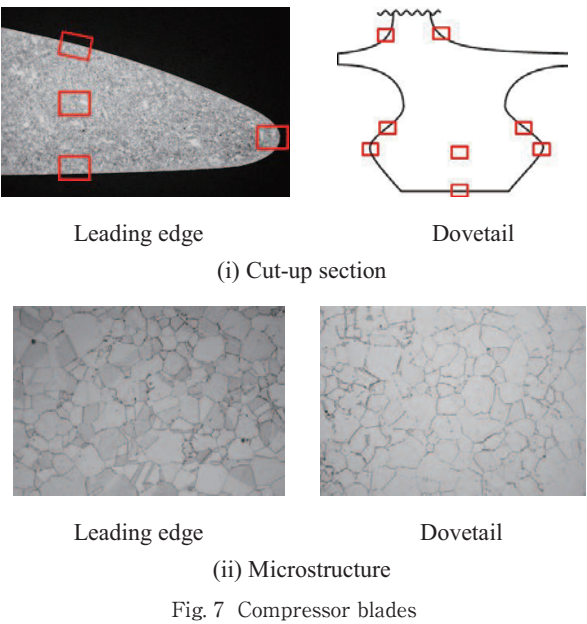 Leading edge Dovetail
(i) Cut-up section
Leading edge Dovetail
(ii) Microstructure
Fig. 7 Compressor blades